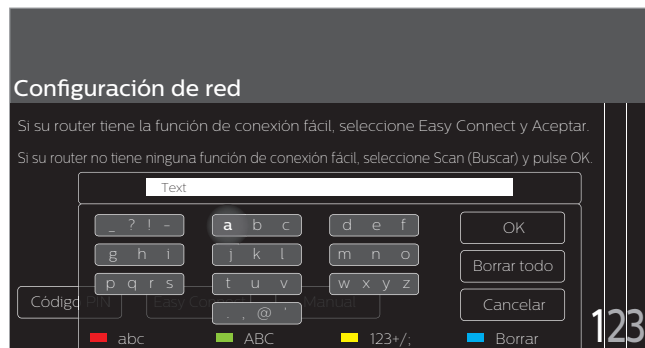 Configuración de red
Si su router tiene la función de conexión fácil, seleccione Easy Connect y Aceptar.
Si su router no tiene ninguna función de conexión fácil, seleccione Scan (Buscar) y pulse OK.
Text
_ ? ! - a b c d e f OK
g h i j k l m n o Borrar todo
p q r s t u v w x y z
Código PIN Easy Connect Manual Cancelar
. , @ '
abc ABC 123+/; Borrar
123